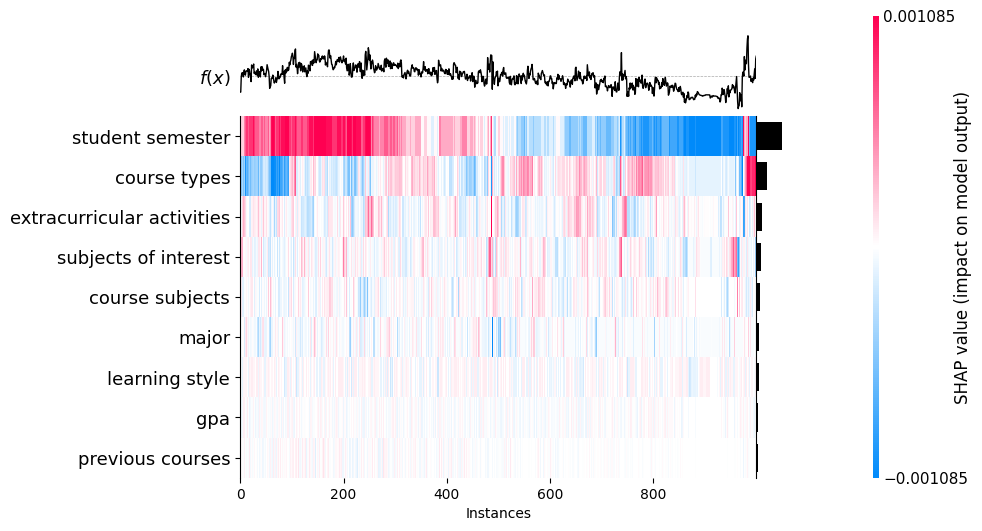 0.001085
f(x)
student semester
course types
extracurricular activities
subjects of interest
course subjects
major
learning style
gpa
previous courses
0 200 400 600 800
Instances
−0.001085
SHAP value (impact on model output)